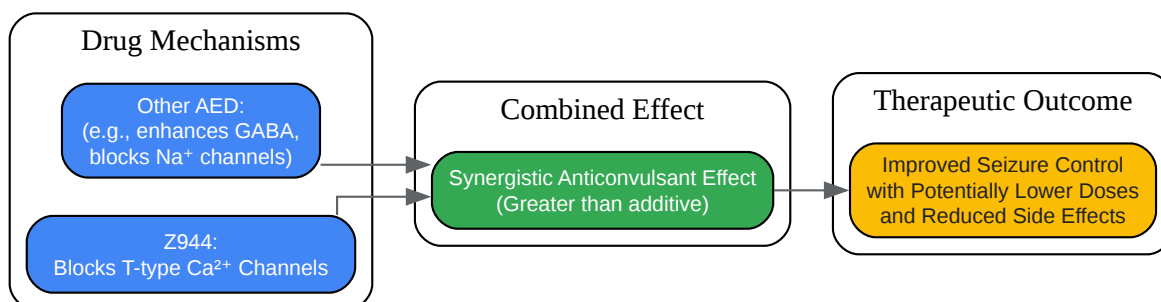 Drug Mechanisms
Other AED:
(e.g., enhances GABA,
blocks Na⁺ channels)
Z944:
Blocks T-type Ca²⁺ Channels
Combined Effect
Synergistic Anticonvulsant Effect
(Greater than additive)
Therapeutic Outcome
Improved Seizure Control
with Potentially Lower Doses
and Reduced Side Effects